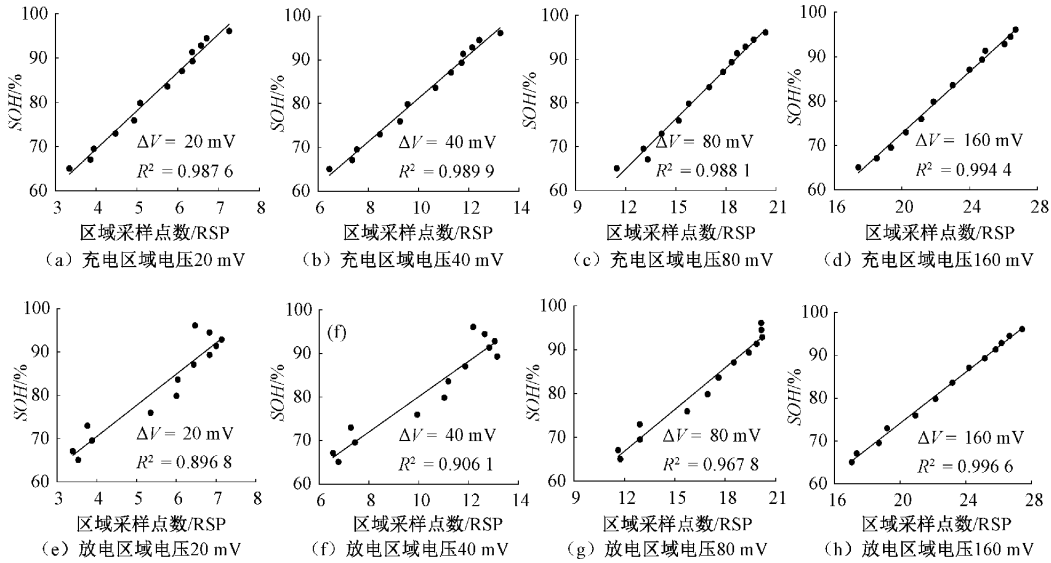 100
90
80
70
60
SOH/%
ΔV = 20 mV
R² = 0.987 6
3 4 5 6 7 8
区域采样点数/RSP
（a）充电区域电压20 mV
100
90
80
70
60
SOH/%
ΔV = 40 mV
R² = 0.989 9
6 8 10 12 14
区域采样点数/RSP
（b）充电区域电压40 mV
100
90
80
70
60
SOH/%
ΔV = 80 mV
R² = 0.988 1
9 12 15 18 21
区域采样点数/RSP
（c）充电区域电压80 mV
100
90
80
70
60
SOH/%
ΔV = 160 mV
R² = 0.994 4
16 20 24 28
区域采样点数/RSP
（d）充电区域电压160 mV
100
90
80
70
60
SOH/%
ΔV = 20 mV
R² = 0.896 8
3 4 5 6 7 8
区域采样点数/RSP
（e）放电区域电压20 mV
100
90
80
70
60
SOH/%
(f)
ΔV = 40 mV
R² = 0.906 1
6 8 10 12 14
区域采样点数/RSP
（f）放电区域电压40 mV
100
90
80
70
60
SOH/%
ΔV = 80 mV
R² = 0.967 8
9 12 15 18 21
区域采样点数/RSP
（g）放电区域电压80 mV
100
90
80
70
60
SOH/%
ΔV = 160 mV
R² = 0.996 6
16 19 22 25 28
区域采样点数/RSP
（h）放电区域电压160 mV